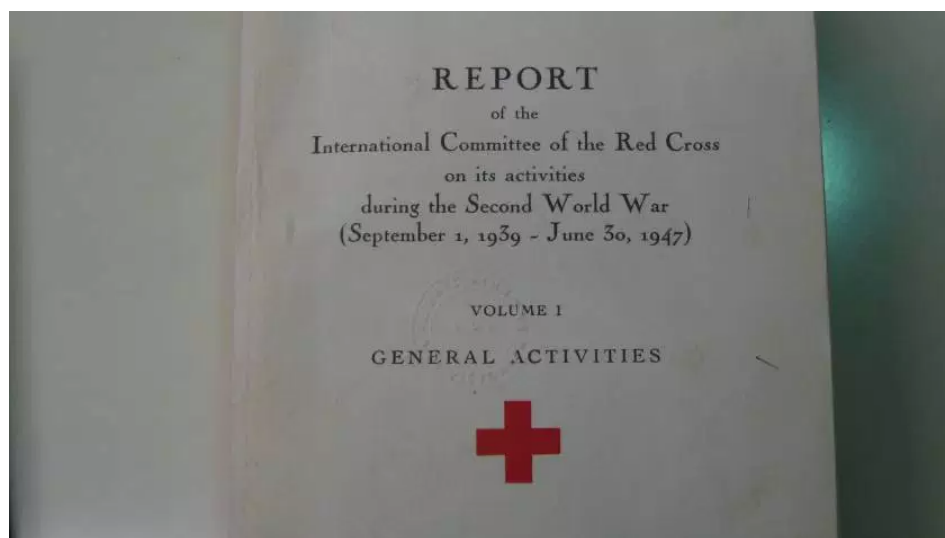 REPORT
of the
International Committee of the Red Cross
on its activities
during the Second World War
(September 1, 1939 - June 30, 1947)
VOLUME I
GENERAL ACTIVITIES